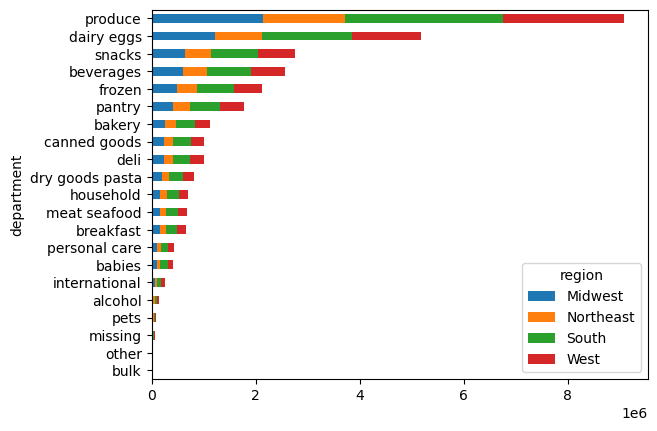 produce
dairy eggs
snacks
beverages
frozen
pantry
bakery
canned goods
deli
dry goods pasta
household
meat seafood
breakfast
personal care
babies
international
alcohol
pets
missing
other
bulk
department
region
Midwest
Northeast
South
West
0 2 4 6 8
1e6